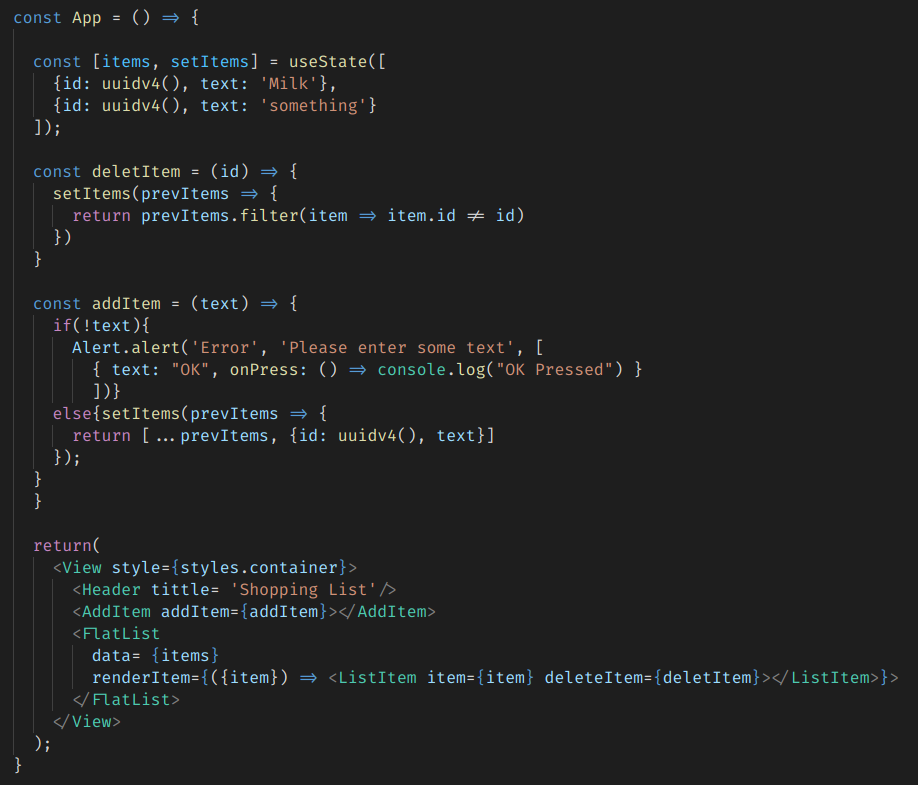 const App = () => {
const [items, setItems] = useState([
{id: uuidv4(), text: 'Milk'},
{id: uuidv4(), text: 'something'}
]);
const deletItem = (id) => {
setItems(prevItems => {
return prevItems.filter(item => item.id != id)
})
}
const addItem = (text) => {
if(!text){
Alert.alert('Error', 'Please enter some text', [
{ text: "OK", onPress: () => console.log("OK Pressed") }
])}
else{setItems(prevItems => {
return [...prevItems, {id: uuidv4(), text}]
});
}
}
return(
<View style={styles.container}>
<Header tittle= 'Shopping List'/>
<AddItem addItem={addItem}></AddItem>
<FlatList
data= {items}
renderItem={({item}) => <ListItem item={item} deleteItem={deletItem}></ListItem>}>
</FlatList>
</View>
);
}